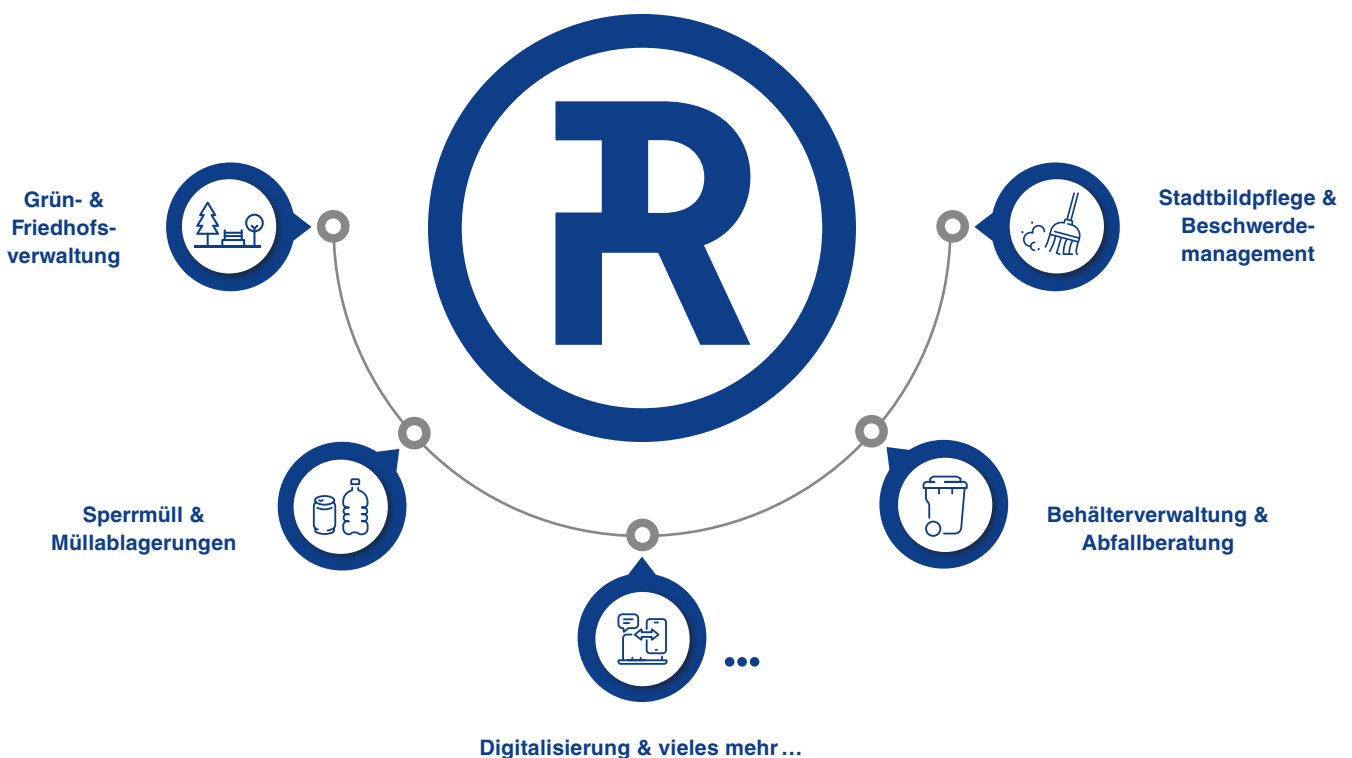 R
Grün- &
Friedhofs-
verwaltung
Stadtbildpflege &
Beschwerde-
management
Sperrmüll &
Müllablagerungen
Behälterverwaltung &
Abfallberatung
...
Digitalisierung & vieles mehr ...